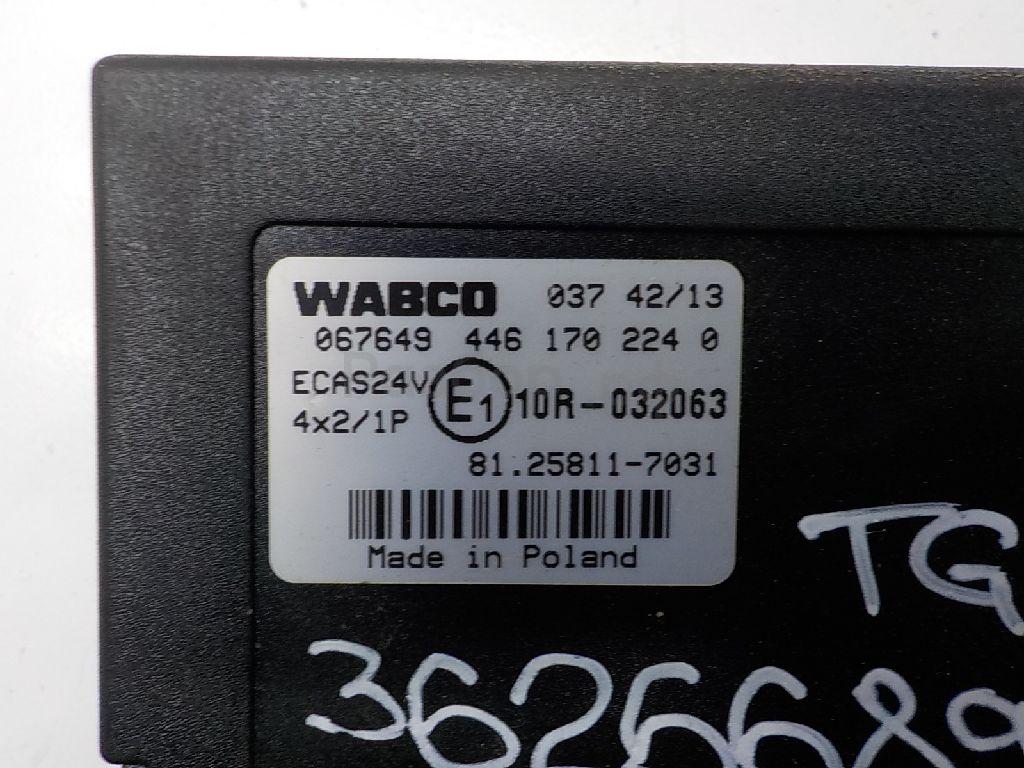 WABCO 037 42/13
067649 446 170 224 0
ECAS24V
4x2/1P
E1 10R-032063
81.25811-7031
Made in Poland
TG
3626689